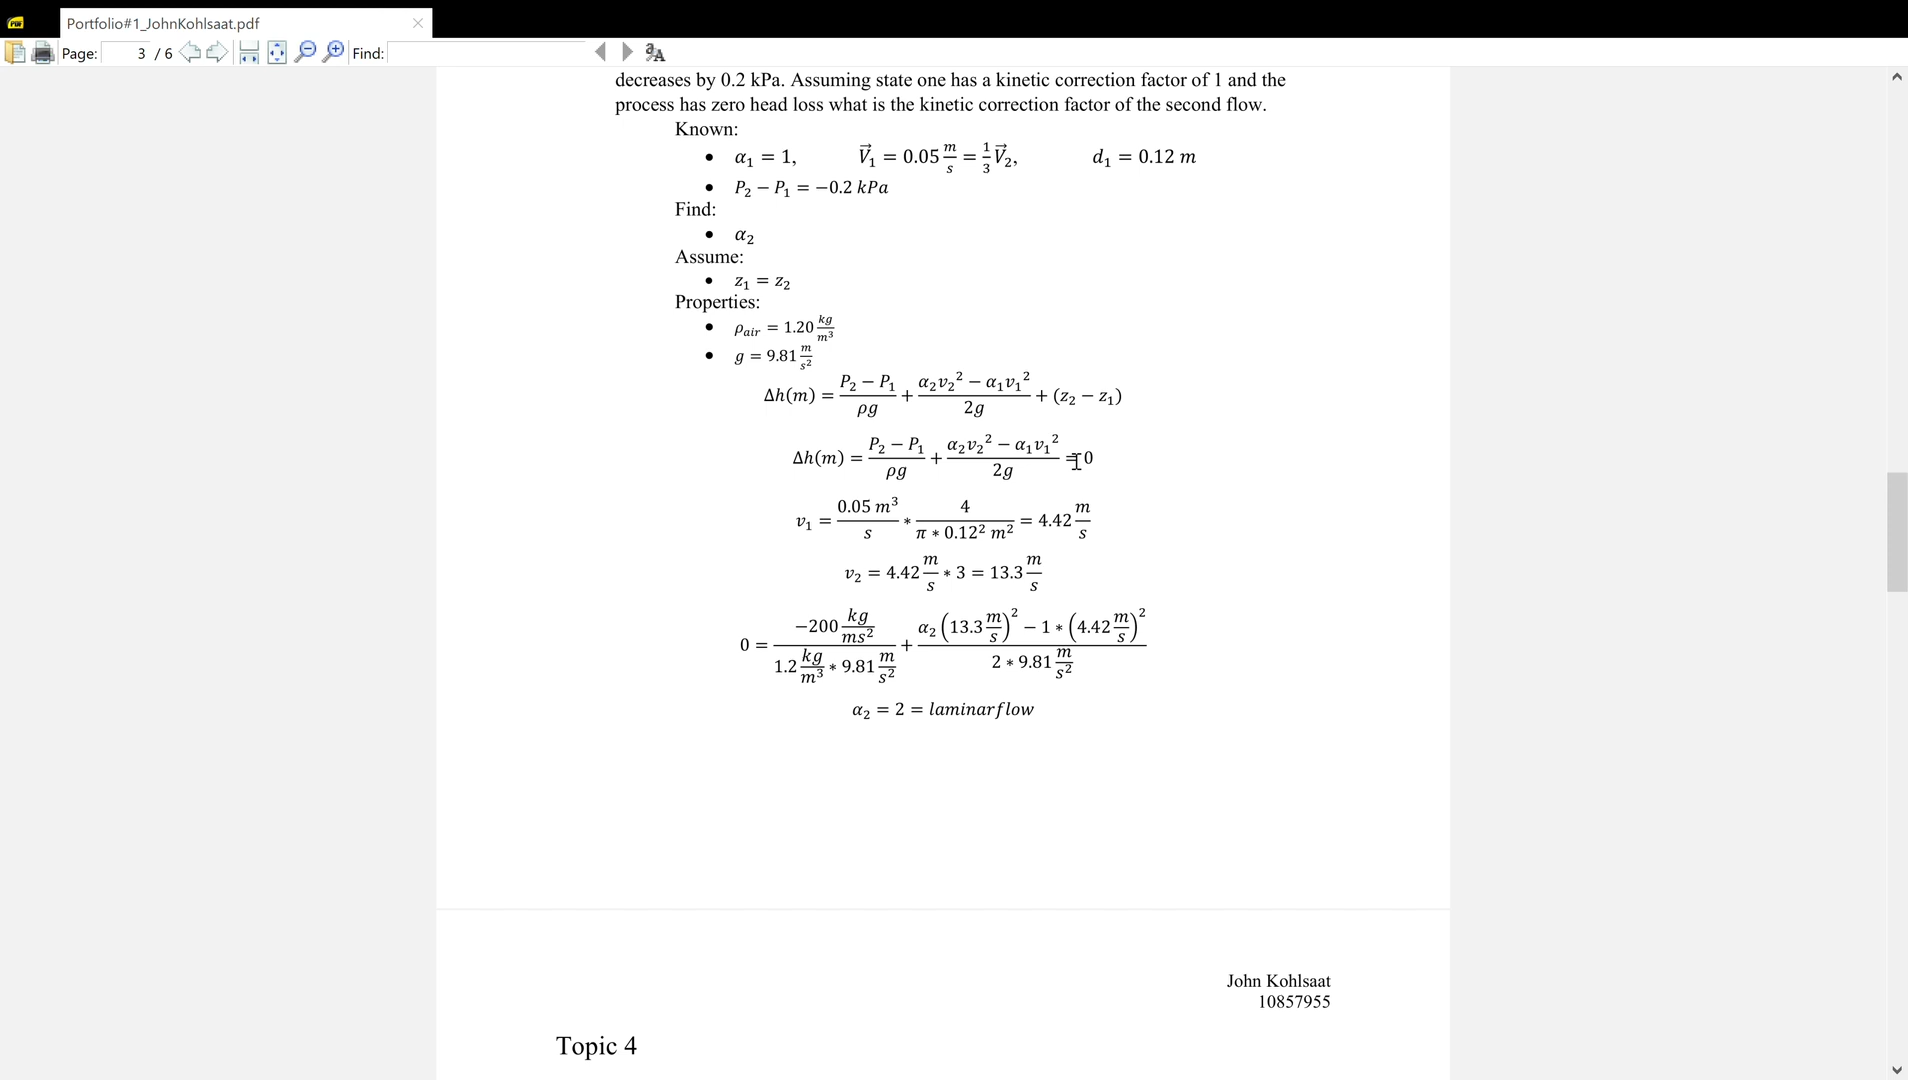 Portfolio#1_JohnKohlsaat.pdf
Page: 3 / 6 Find:
decreases by 0.2 kPa. Assuming state one has a kinetic correction factor of 1 and the
process has zero head loss what is the kinetic correction factor of the second flow.
Known:
• α₁ = 1, V⃗₁ = 0.05 m/s = 1/3 V⃗₂, d₁ = 0.12 m
• P₂ − P₁ = −0.2 kPa
Find:
• α₂
Assume:
• z₁ = z₂
Properties:
• ρair = 1.20 kg/m³
• g = 9.81 m/s²
Δh(m) = (P₂ − P₁)/ρg + (α₂v₂² − α₁v₁²)/2g + (z₂ − z₁)
Δh(m) = (P₂ − P₁)/ρg + (α₂v₂² − α₁v₁²)/2g = 0
v₁ = 0.05 m³/s * 4/(π * 0.12² m²) = 4.42 m/s
v₂ = 4.42 m/s * 3 = 13.3 m/s
0 = (−200 kg/ms²)/(1.2 kg/m³ * 9.81 m/s²) + (α₂(13.3 m/s)² − 1 * (4.42 m/s)²)/(2 * 9.81 m/s²)
α₂ = 2 = laminarflow
John Kohlsaat
10857955
Topic 4